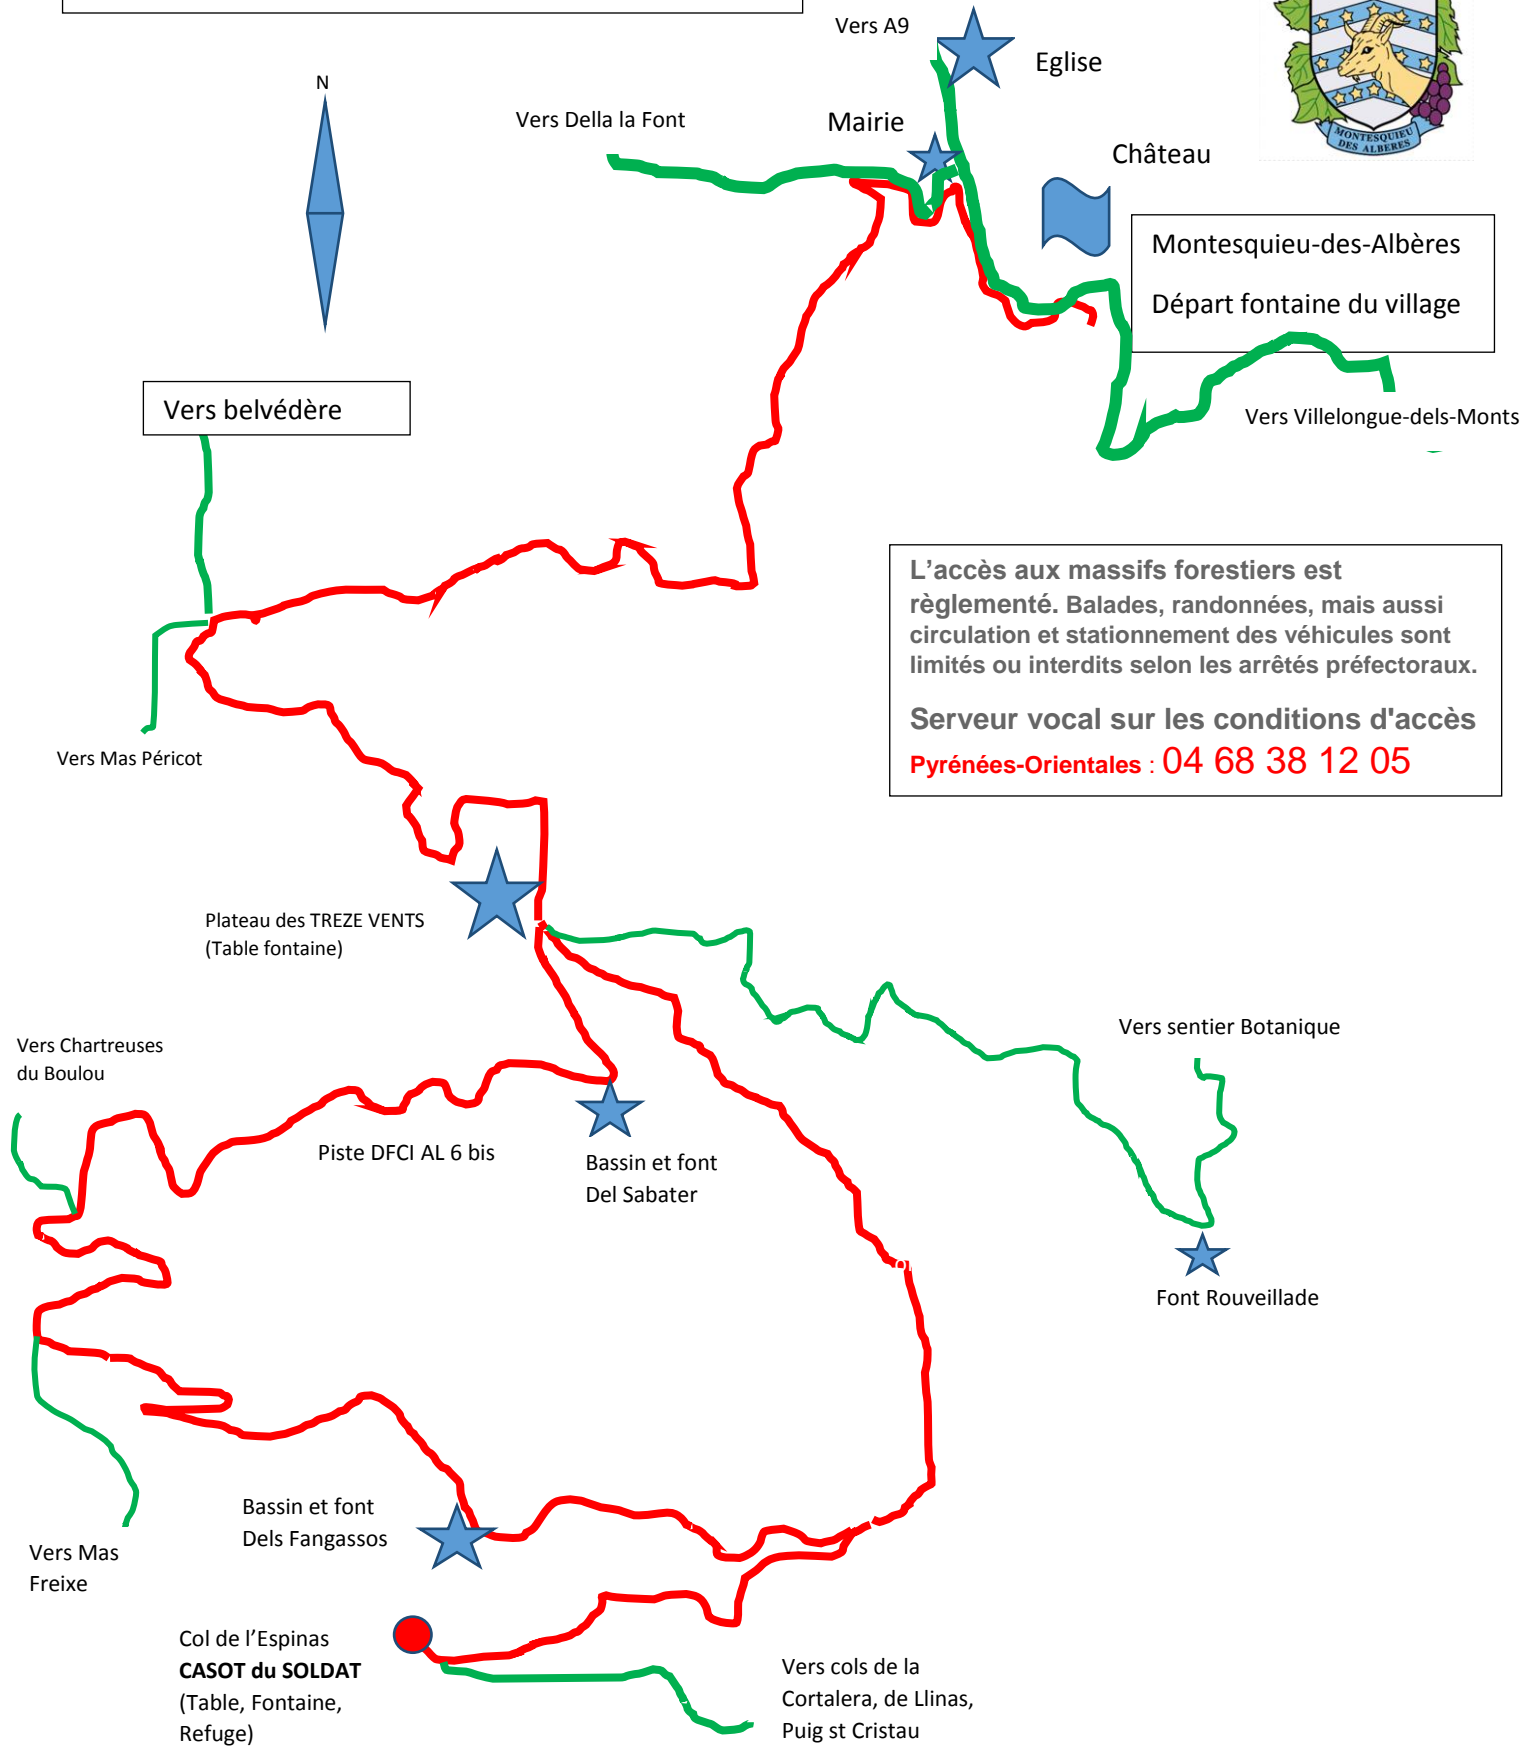 Vers A9
Eglise
N
Vers Della la Font
Mairie
MONTESQUIEU
DES ALBERES
Château
Montesquieu-des-Albères
Départ fontaine du village
Vers belvédère
Vers Villelongue-dels-Monts
L'accès aux massifs forestiers est
règlementé. Balades, randonnées, mais aussi
circulation et stationnement des véhicules sont
limités ou interdits selon les arrêtés préfectoraux.
Serveur vocal sur les conditions d'accès
Pyrénées-Orientales : 04 68 38 12 05
Vers Mas Péricot
Plateau des TREZE VENTS
(Table fontaine)
Vers sentier Botanique
Vers Chartreuses
du Boulou
Piste DFCI AL 6 bis
Bassin et font
Del Sabater
Font Rouveillade
Bassin et font
Dels Fangassos
Vers Mas
Freixe
Col de l'Espinas
CASOT du SOLDAT
(Table, Fontaine,
Refuge)
Vers cols de la
Cortalera, de Llinas,
Puig st Cristau